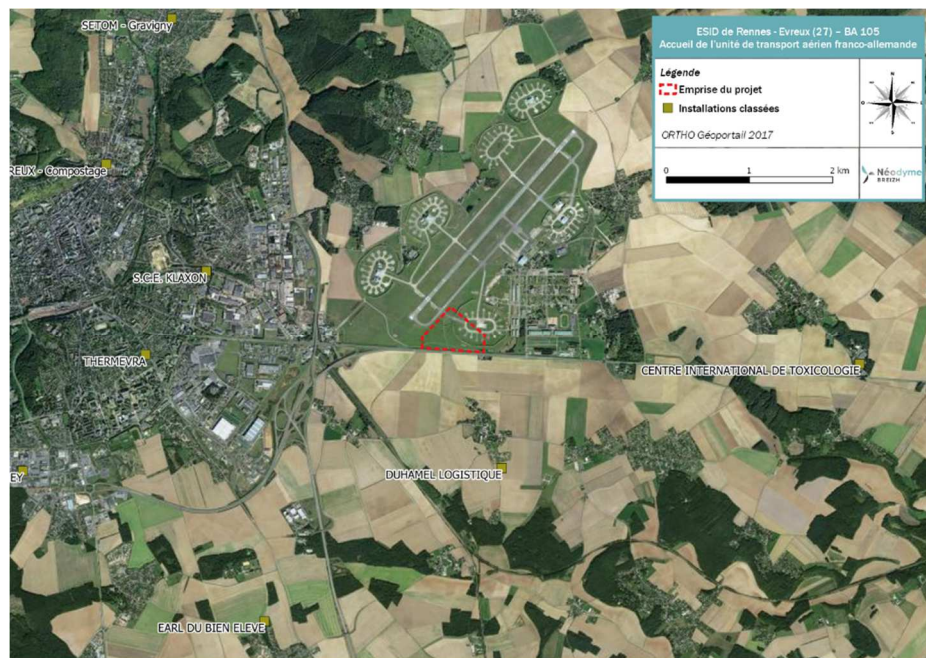 SETOM - Gravigny
ESID de Rennes - Evreux (27) – BA 105
Accueil de l'unité de transport aérien franco-allemande
Légende
Emprise du projet
Installations classées
ORTHO Géoportail 2017
N
O
E
S
0 1 2 km
Néodyme
BREIZH
REUX - Compostage
S.C.E. KLAXON
THERMEVRA
CENTRE INTERNATIONAL DE TOXICOLOGIE
EY
DUHAMEL LOGISTIQUE
EARL DU BIEN ELEVE